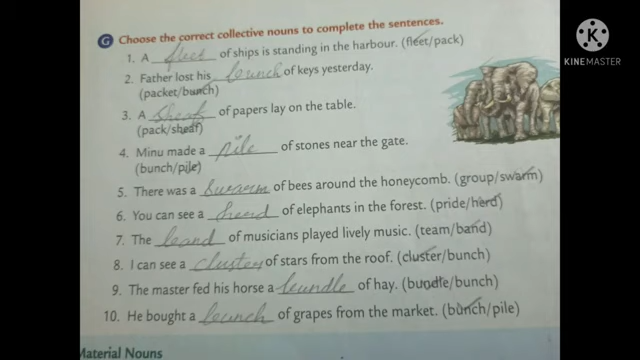 G Choose the correct collective nouns to complete the sentences.
1. A fleet of ships is standing in the harbour. (fleet/pack)
2. Father lost his bunch of keys yesterday.
(packet/bunch)
3. A sheaf of papers lay on the table.
(pack/sheaf)
4. Minu made a pile of stones near the gate.
(bunch/pile)
5. There was a swarm of bees around the honeycomb. (group/swarm)
6. You can see a herd of elephants in the forest. (pride/herd)
7. The band of musicians played lively music. (team/band)
8. I can see a cluster of stars from the roof. (cluster/bunch)
9. The master fed his horse a bundle of hay. (bundle/bunch)
10. He bought a bunch of grapes from the market. (bunch/pile)
Material Nouns
KINEMASTER